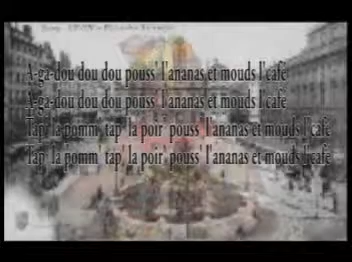 A-ga-dou dou dou pouss' l'ananas et mouds l'café
A-ga-dou dou dou pouss' l'ananas et mouds l'café
Tap' la pomm, tap' la poir' pouss' l'ananas et mouds l'café
Tap' la pomm, tap' la poir' pouss' l'ananas et mouds l'café